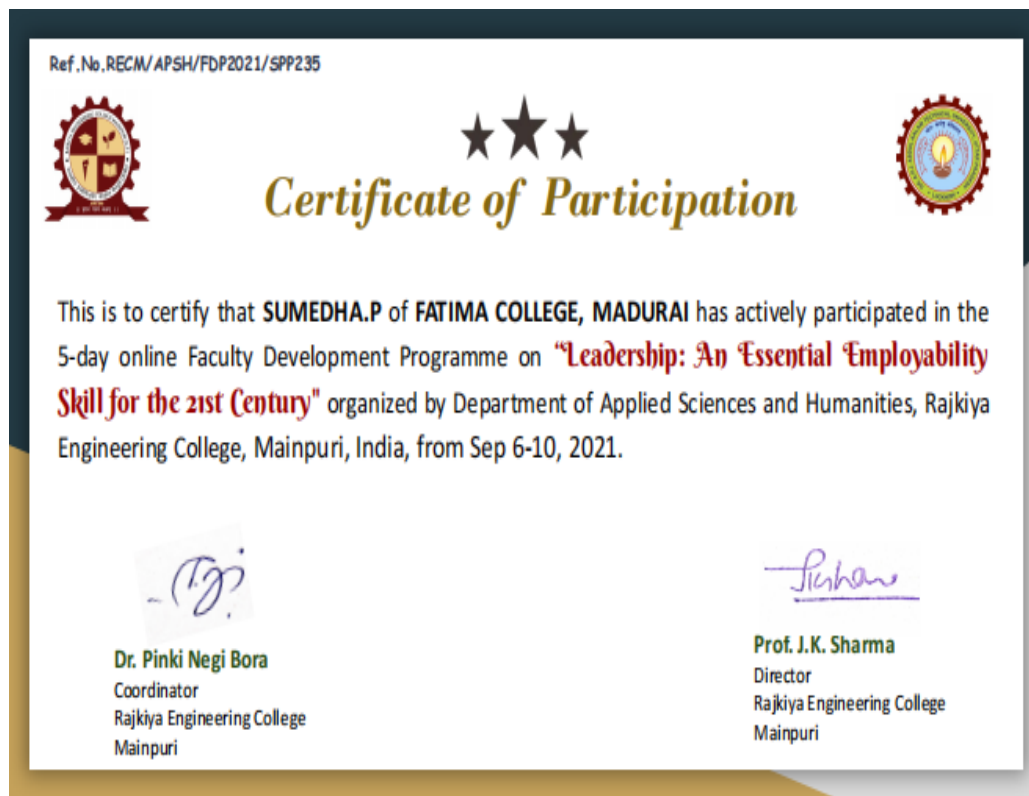 Ref.No.RECM/APSH/FDP2021/SPP235
Certificate of Participation
This is to certify that SUMEDHA.P of FATIMA COLLEGE, MADURAI has actively participated in the
5-day online Faculty Development Programme on “Leadership: An Essential Employability
Skill for the 21st Century" organized by Department of Applied Sciences and Humanities, Rajkiya
Engineering College, Mainpuri, India, from Sep 6-10, 2021.
Dr. Pinki Negi Bora
Coordinator
Rajkiya Engineering College
Mainpuri
Prof. J.K. Sharma
Director
Rajkiya Engineering College
Mainpuri